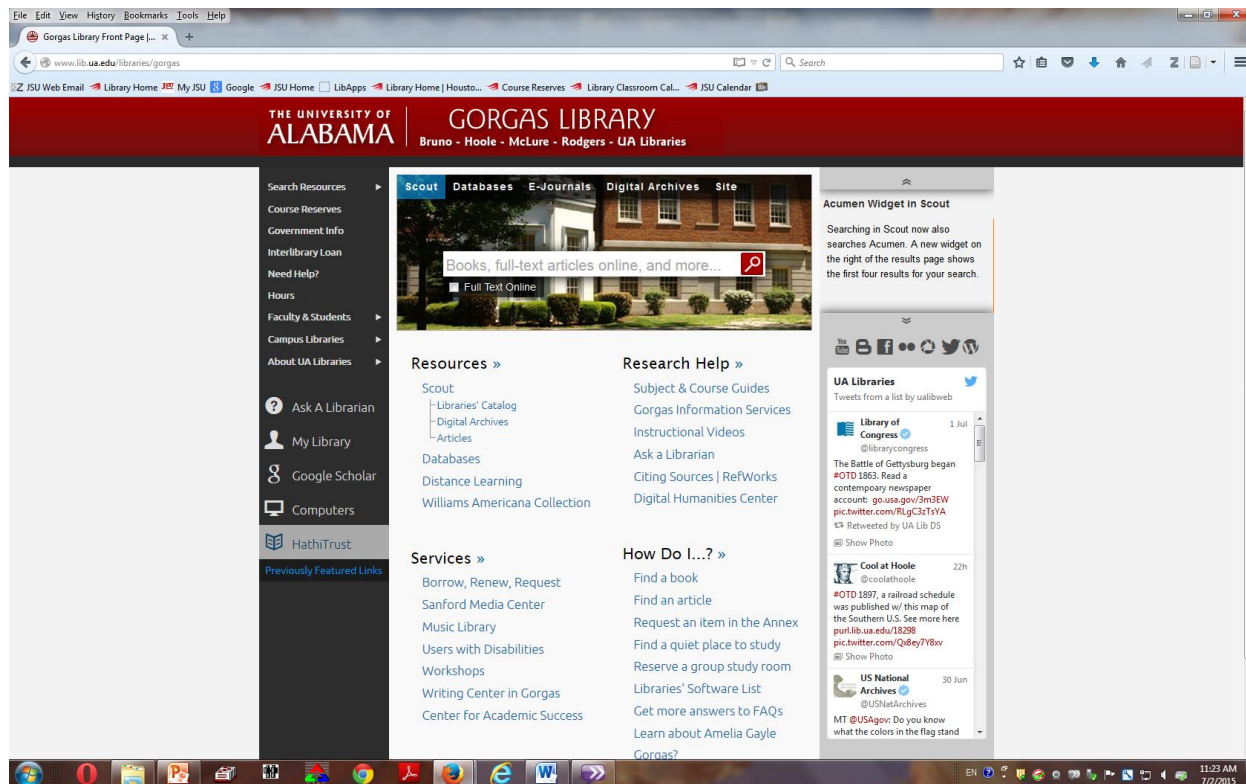 File Edit View History Bookmarks Tools Help
Gorgas Library Front Page |... × +
www.lib.ua.edu/libraries/gorgas
Search
JSU Web Email Library Home My JSU Google JSU Home LibApps Library Home | Housto... Course Reserves Library Classroom Cal... JSU Calendar
THE UNIVERSITY OF
ALABAMA
GORGAS LIBRARY
Bruno - Hoole - McLure - Rodgers - UA Libraries
Search Resources
Course Reserves
Government Info
Interlibrary Loan
Need Help?
Hours
Faculty & Students
Campus Libraries
About UA Libraries
Ask A Librarian
My Library
Google Scholar
Computers
HathiTrust
Previously Featured Links
Scout Databases E-Journals Digital Archives Site
Books, full-text articles online, and more...
Full Text Online
Resources »
Scout
Libraries' Catalog
Digital Archives
Articles
Databases
Distance Learning
Williams Americana Collection
Research Help »
Subject & Course Guides
Gorgas Information Services
Instructional Videos
Ask a Librarian
Citing Sources | RefWorks
Digital Humanities Center
Services »
Borrow, Renew, Request
Sanford Media Center
Music Library
Users with Disabilities
Workshops
Writing Center in Gorgas
Center for Academic Success
How Do I...? »
Find a book
Find an article
Request an item in the Annex
Find a quiet place to study
Reserve a group study room
Libraries' Software List
Get more answers to FAQs
Learn about Amelia Gayle
Gorgas?
Acumen Widget in Scout
Searching in Scout now also
searches Acumen. A new widget on
the right of the results page shows
the first four results for your search.
UA Libraries
Tweets from a list by ualibweb
Library of 1 Jul
Congress
@librarycongress
The Battle of Gettysburg began
#OTD 1863. Read a
contempoary newspaper
account: go.usa.gov/3m3EW
pic.twitter.com/RLgC3zTsYA
Retweeted by UA Lib DS
Show Photo
Cool at Hoole 22h
@coolathoole
#OTD 1897, a railroad schedule
was published w/ this map of
the Southern U.S. See more here
purl.lib.ua.edu/18298
pic.twitter.com/Qx8ey7Y8xv
Show Photo
US National 30 Jun
Archives
@USNatArchives
MT @USAgov: Do you know
what the colors in the flag stand
EN 11:23 AM
7/2/2015